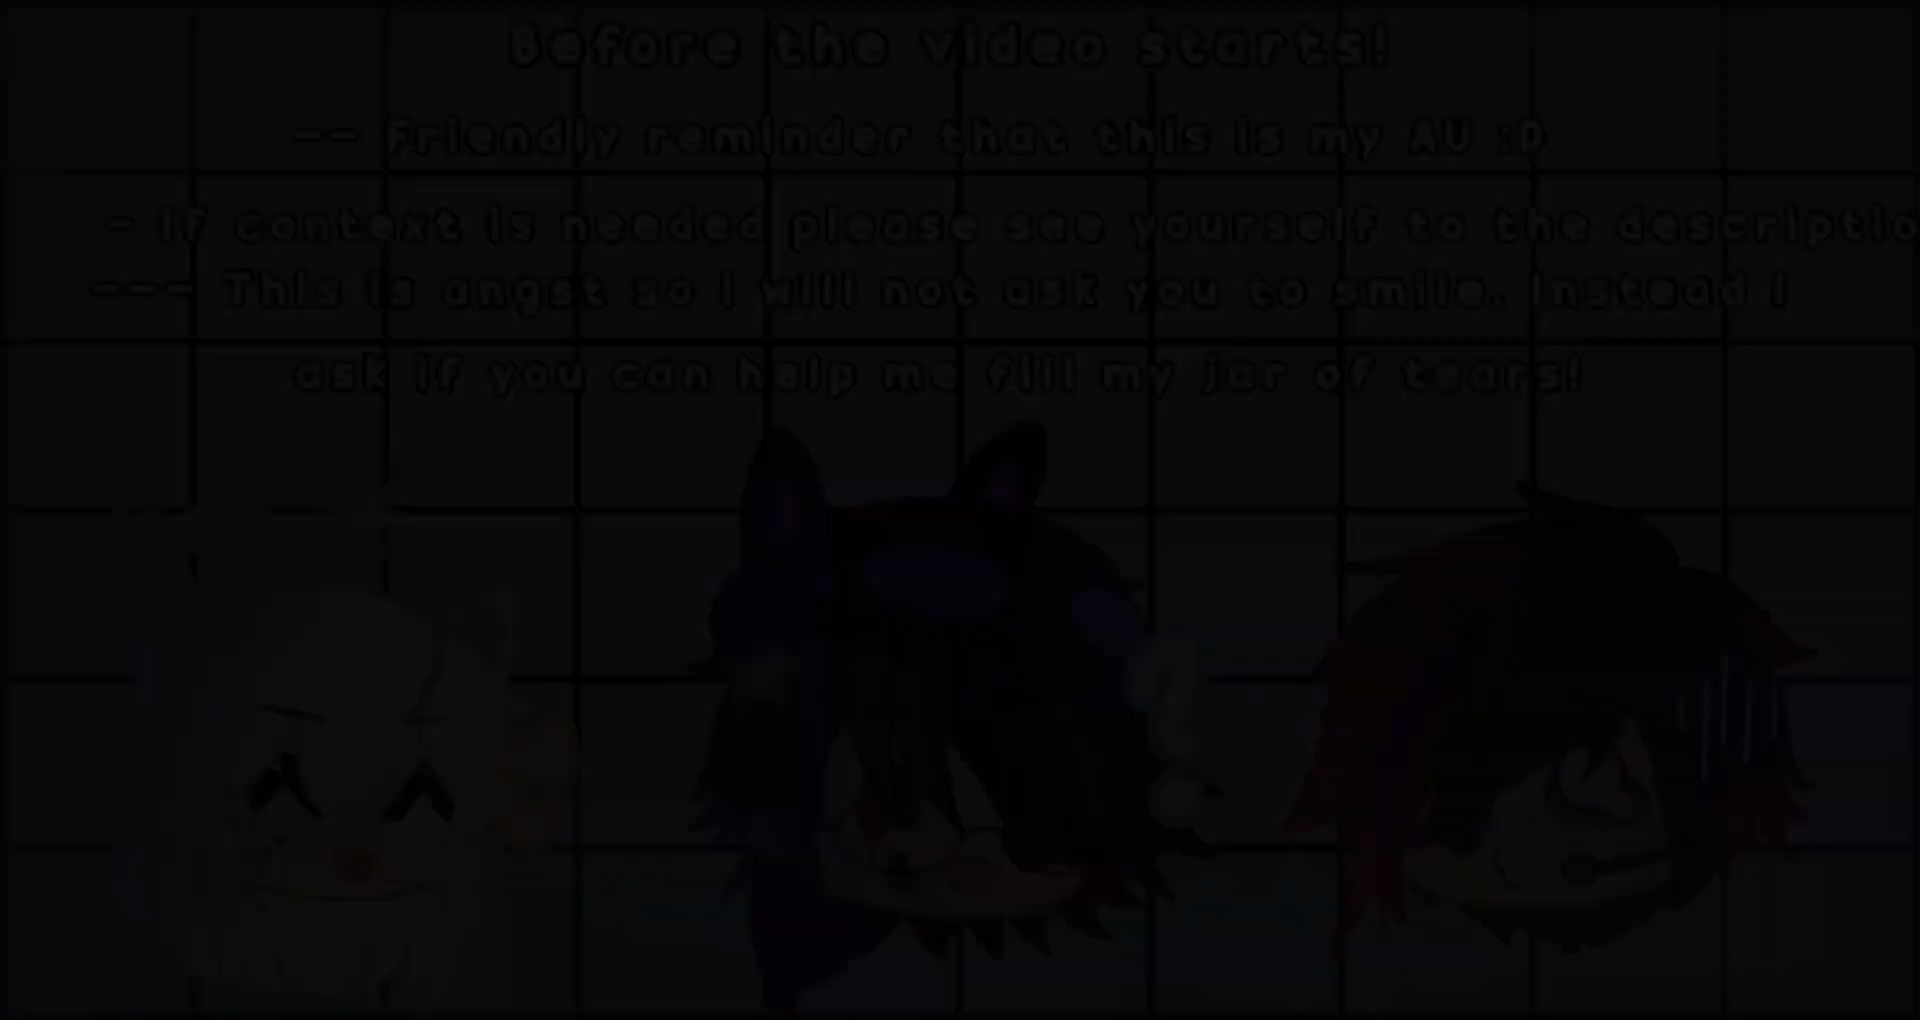 Before the video starts!
-- Friendly reminder that this is my AU :D
- If context is needed please see yourself to the descriptio
--- This is angst so I will not ask you to smile. Instead I
ask if you can help me fill my jar of tears!